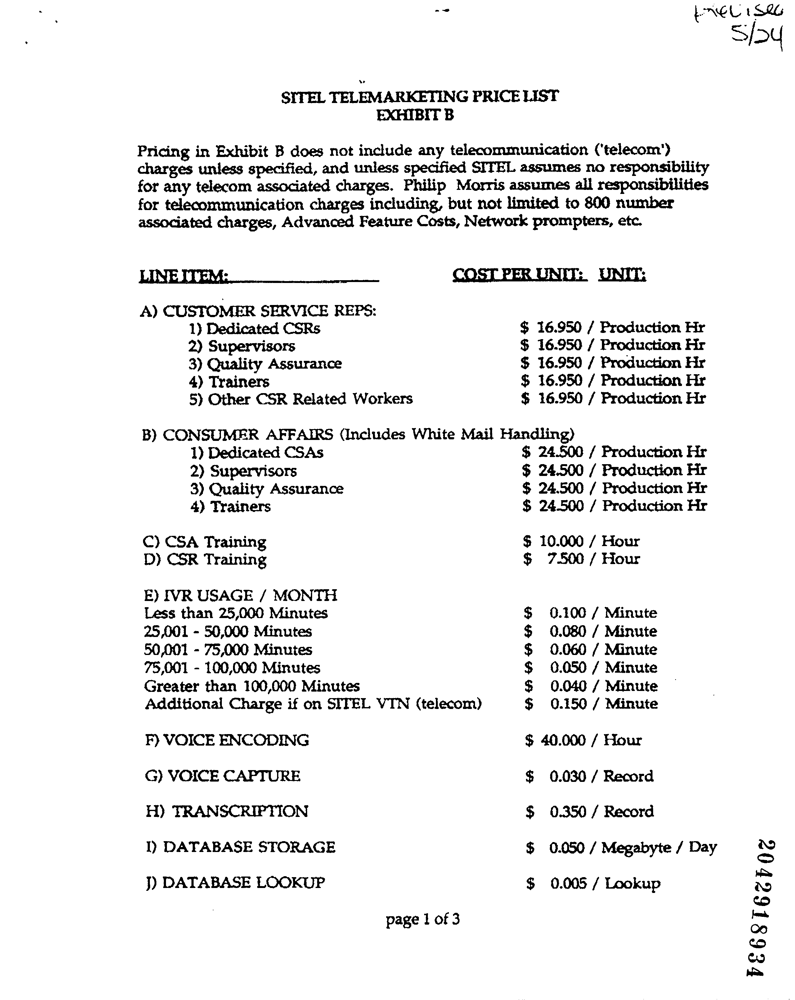 5/24
SITEL TELEMARKETING PRICE LIST
EXHIBIT B
Pricing in Exhibit B does not include any telecommunication ('telecom')
charges unless specified, and unless specified SITEL assumes no responsibility
for any telecom associated charges. Philip Morris assumes all responsibilities
for telecommunication charges including, but not limited to 800 number
associated charges, Advanced Feature Costs, Network prompters, etc.
LINE ITEM: COST PER UNIT: UNIT:
A) CUSTOMER SERVICE REPS:
1) Dedicated CSRs $ 16.950 / Production Hr
2) Supervisors $ 16.950 / Production Hr
3) Quality Assurance $ 16.950 / Production Hr
4) Trainers $ 16.950 / Production Hr
5) Other CSR Related Workers $ 16.950 / Production Hr
B) CONSUMER AFFAIRS (Includes White Mail Handling)
1) Dedicated CSAs $ 24.500 / Production Hr
2) Supervisors $ 24.500 / Production Hr
3) Quality Assurance $ 24.500 / Production Hr
4) Trainers $ 24.500 / Production Hr
C) CSA Training $ 10.000 / Hour
D) CSR Training $ 7.500 / Hour
E) IVR USAGE / MONTH
Less than 25,000 Minutes $ 0.100 / Minute
25,001 - 50,000 Minutes $ 0.080 / Minute
50,001 - 75,000 Minutes $ 0.060 / Minute
75,001 - 100,000 Minutes $ 0.050 / Minute
Greater than 100,000 Minutes $ 0.040 / Minute
Additional Charge if on SITEL VTN (telecom) $ 0.150 / Minute
F) VOICE ENCODING $ 40.000 / Hour
G) VOICE CAPTURE $ 0.030 / Record
H) TRANSCRIPTION $ 0.350 / Record
I) DATABASE STORAGE $ 0.050 / Megabyte / Day
J) DATABASE LOOKUP $ 0.005 / Lookup
page 1 of 3
2042918934